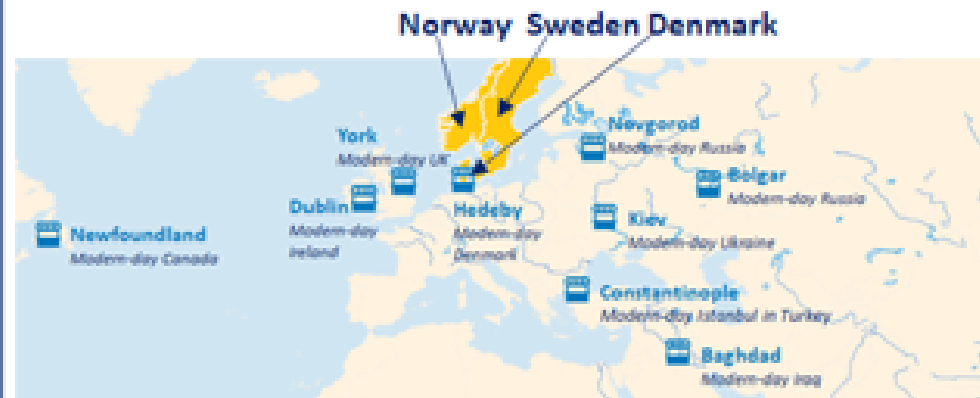 Norway Sweden Denmark
York
Modern-day UK
Novgorod
Modern-day Russia
Bolgar
Modern-day Russia
Dublin
Modern-day
Ireland
Hedeby
Modern-day
Denmark
Kiev
Modern-day Ukraine
Newfoundland
Modern-day Canada
Constantinople
Modern-day Istanbul in Turkey
Baghdad
Modern-day Iraq